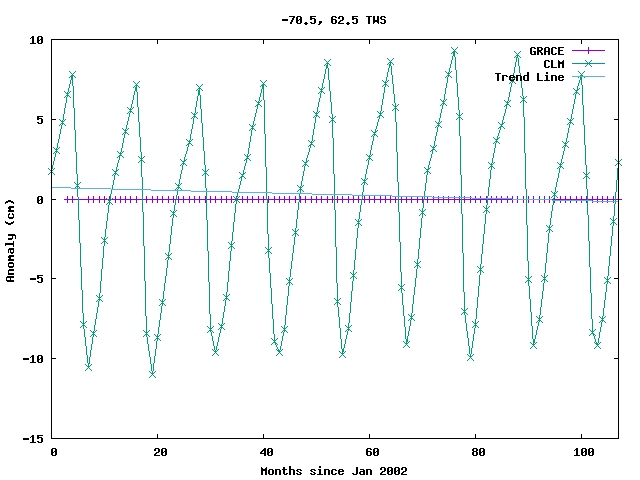 -70.5, 62.5 TWS
10
5
0
-5
-10
-15
Anomaly (cm)
GRACE
CLM
Trend Line
0 20 40 60 80 100
Months since Jan 2002